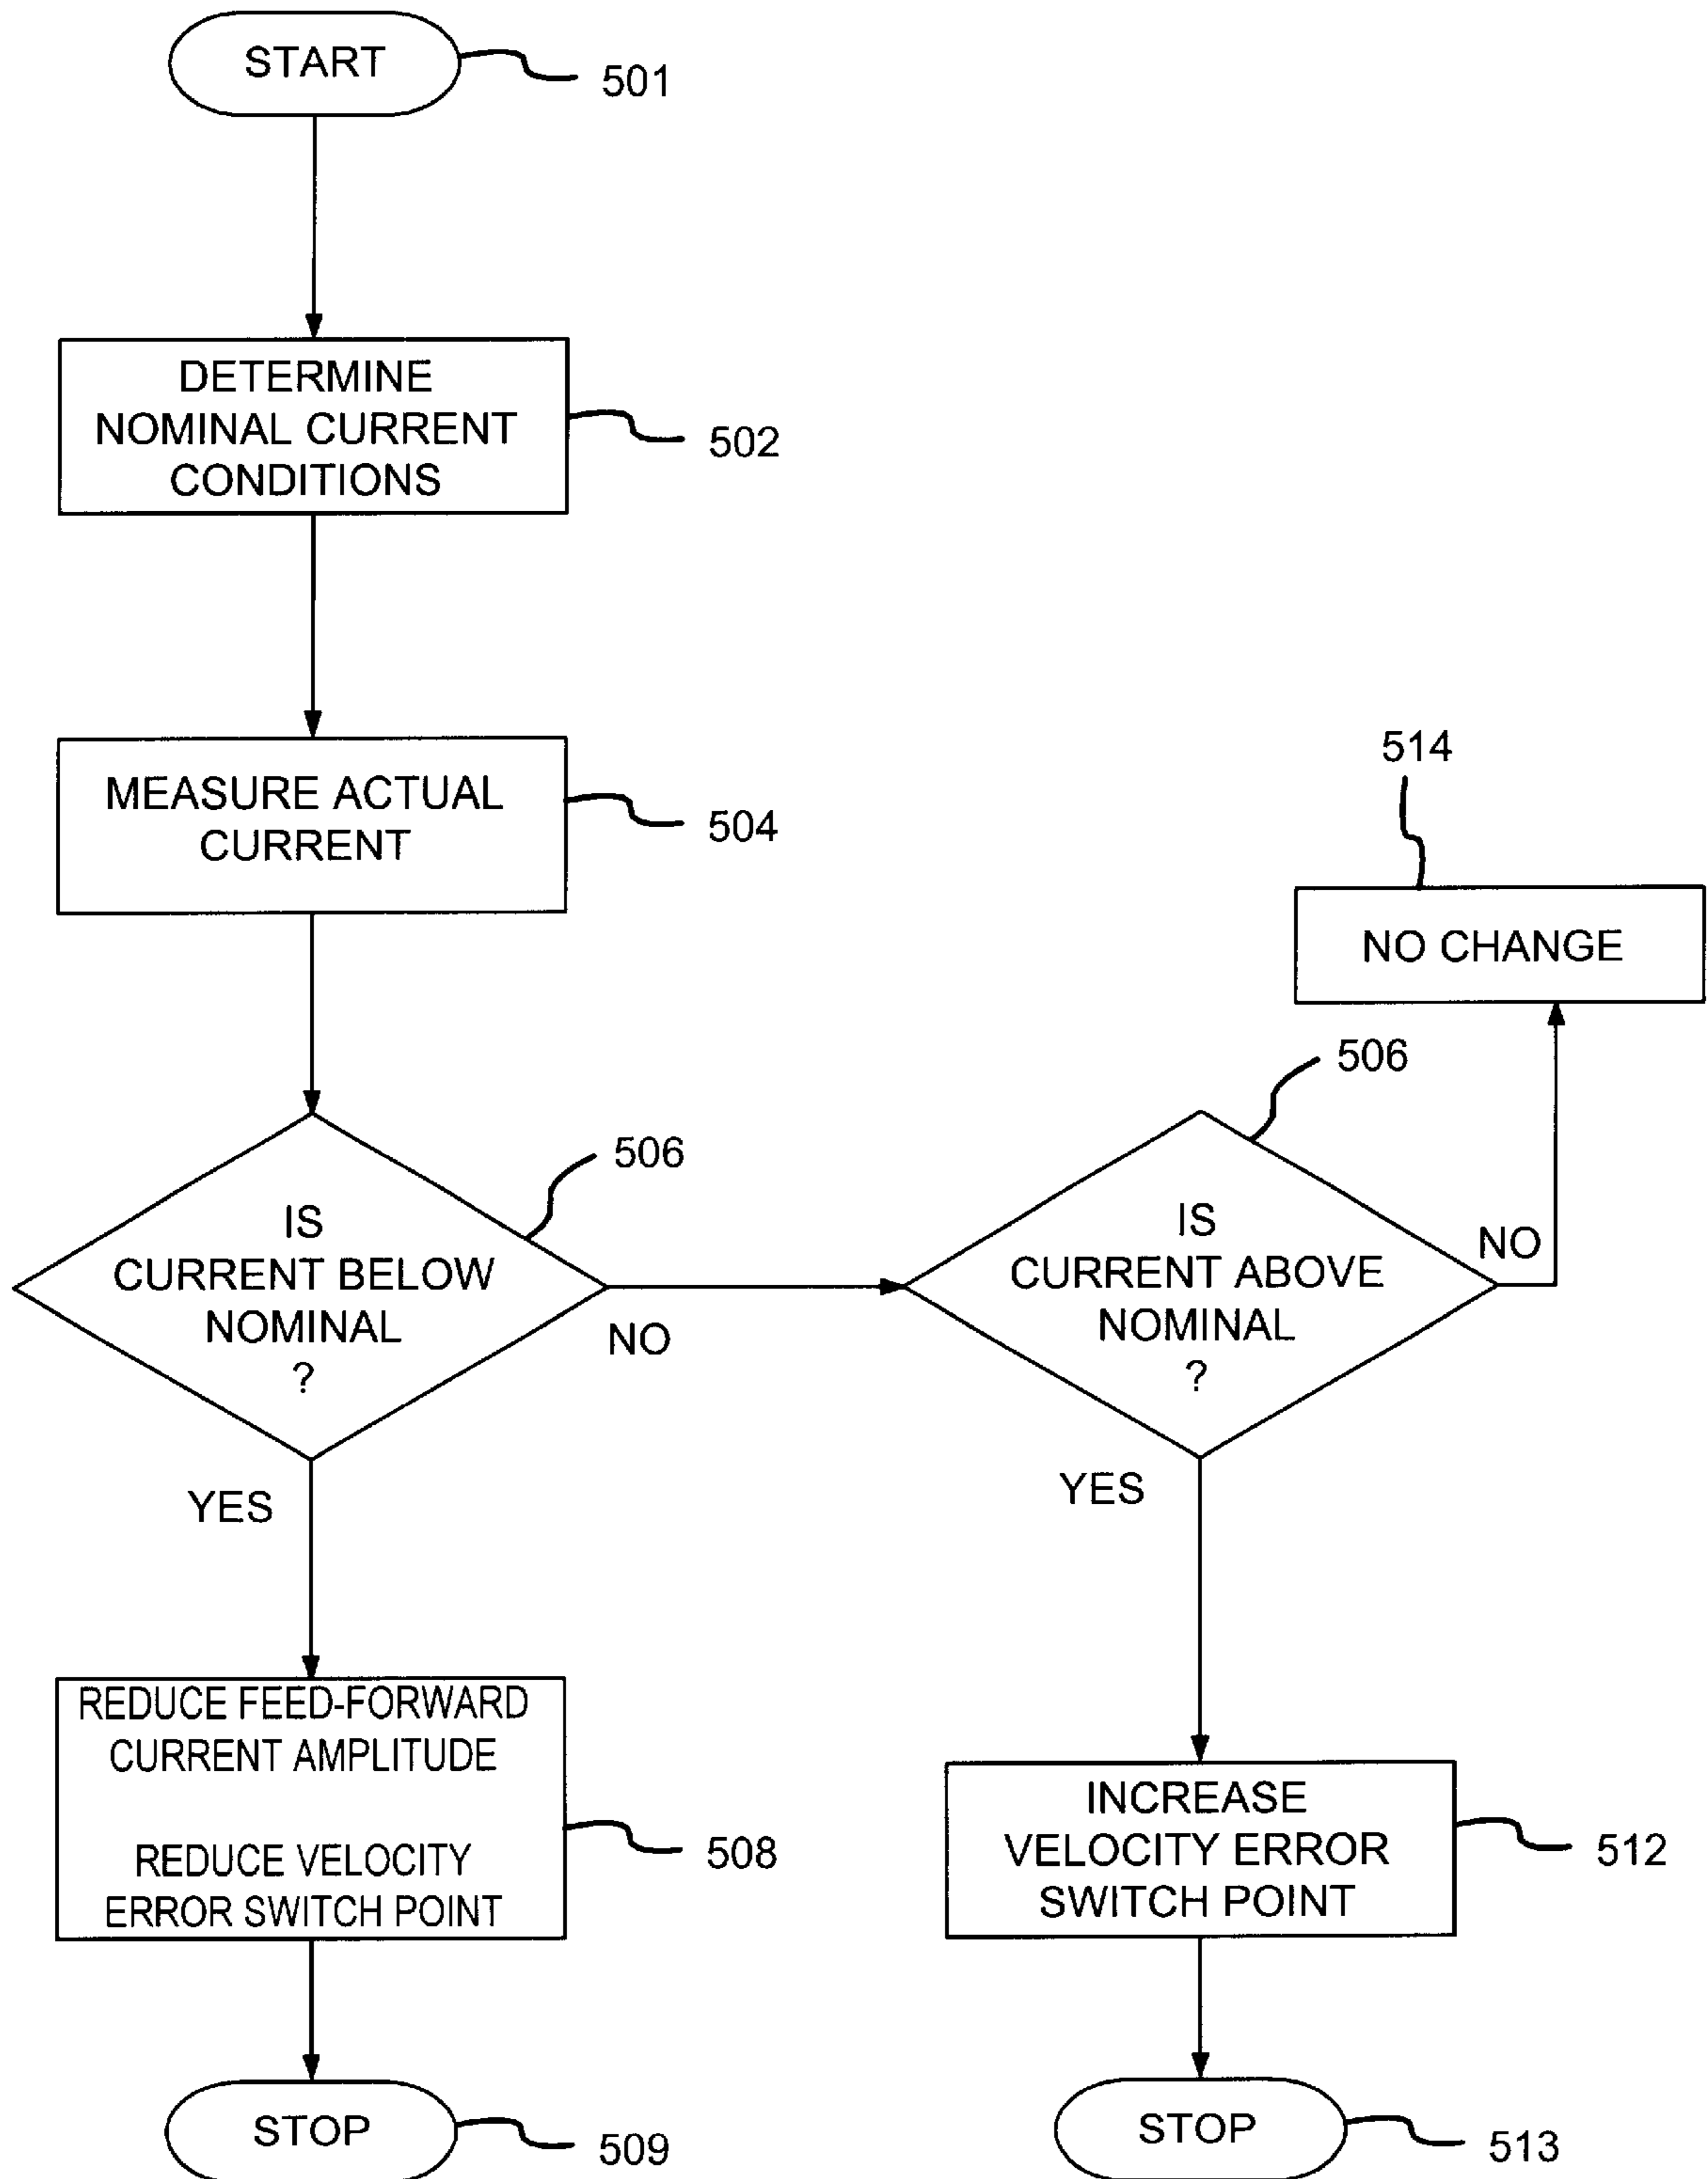 START
501
DETERMINE
NOMINAL CURRENT
CONDITIONS
502
MEASURE ACTUAL
CURRENT
504
514
NO CHANGE
506
IS
CURRENT BELOW
NOMINAL
?
NO
YES
506
IS
CURRENT ABOVE
NOMINAL
?
NO
YES
REDUCE FEED-FORWARD
CURRENT AMPLITUDE
REDUCE VELOCITY
ERROR SWITCH POINT
508
INCREASE
VELOCITY ERROR
SWITCH POINT
512
STOP
509
STOP
513